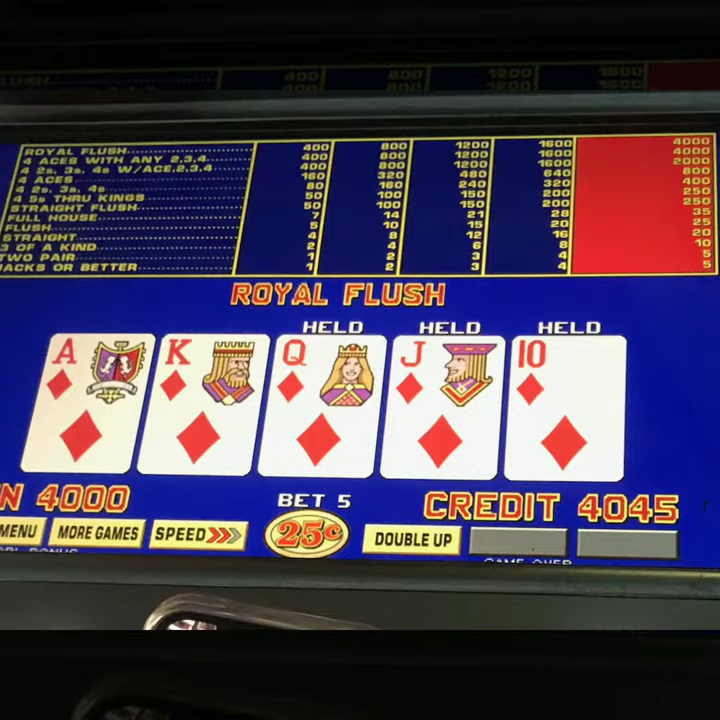 400 800 1200 1600
ROYAL FLUSH 400 800 1200 1600 4000
4 ACES WITH ANY 2,3,4 400 800 1200 1600 4000
4 2s, 3s, 4s W/ACE,2,3,4 400 800 1200 1600 2000
4 ACES 160 320 480 640 800
4 2s, 3s, 4s 80 160 240 320 400
4 5s THRU KINGS 50 100 150 200 250
STRAIGHT FLUSH 50 100 150 200 250
FULL HOUSE 7 14 21 28 35
FLUSH 5 10 15 20 25
STRAIGHT 4 8 12 16 20
3 OF A KIND 2 4 6 8 10
TWO PAIR 1 2 3 4 5
JACKS OR BETTER 1 2 3 4 5
ROYAL FLUSH
HELD HELD HELD
A K Q J 10
N 4000 BET 5 CREDIT 4045
MENU MORE GAMES SPEED 25¢ DOUBLE UP
GAME OVER